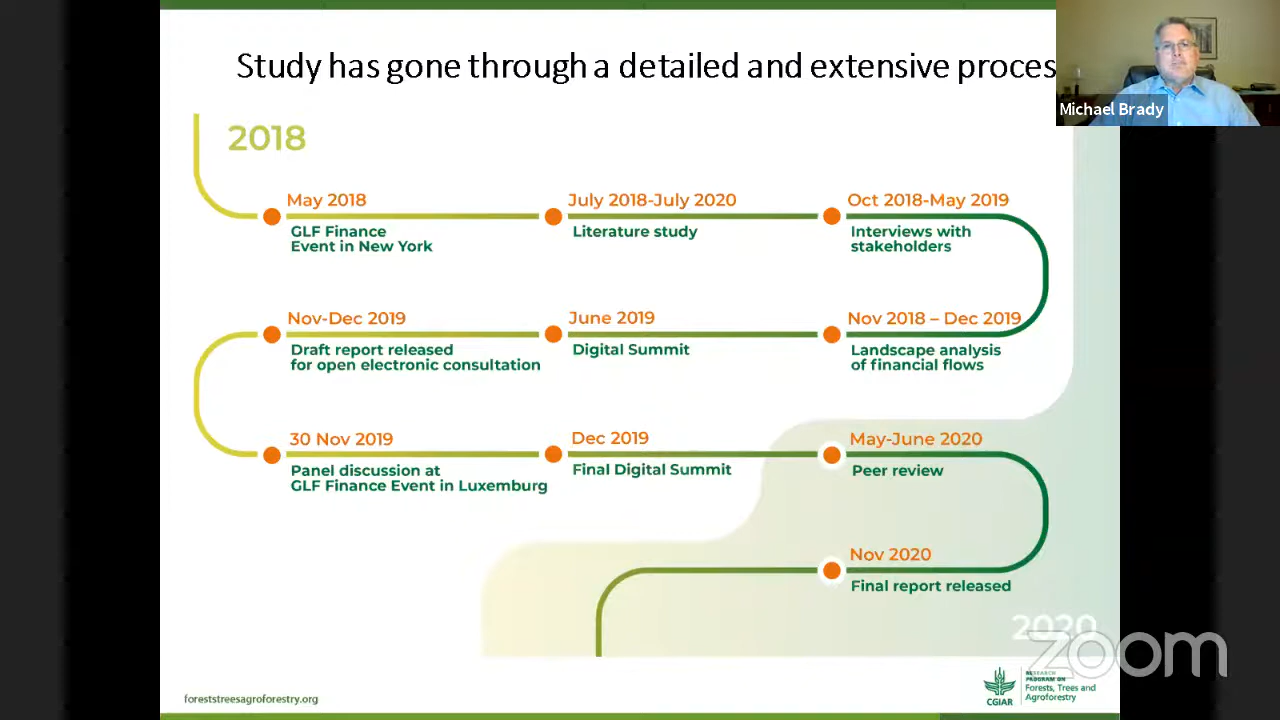 Study has gone through a detailed and extensive proces
Michael Brady
2018
May 2018
GLF Finance
Event in New York
July 2018-July 2020
Literature study
Oct 2018-May 2019
Interviews with
stakeholders
Nov-Dec 2019
Draft report released
for open electronic consultation
June 2019
Digital Summit
Nov 2018 – Dec 2019
Landscape analysis
of financial flows
30 Nov 2019
Panel discussion at
GLF Finance Event in Luxemburg
Dec 2019
Final Digital Summit
May-June 2020
Peer review
Nov 2020
Final report released
2020
zoom
foreststreesagroforestry.org
CGIAR
RESEARCH
PROGRAM ON
Forests, Trees and
Agroforestry